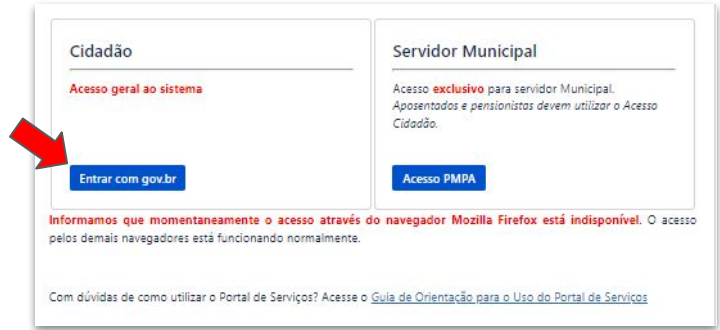 Cidadão
Acesso geral ao sistema
Entrar com gov.br
Servidor Municipal
Acesso exclusivo para servidor Municipal.
Aposentados e pensionistas devem utilizar o Acesso
Cidadão.
Acesso PMPA
Informamos que momentaneamente o acesso através do navegador Mozilla Firefox está indisponível. O acesso
pelos demais navegadores está funcionando normalmente.
Com dúvidas de como utilizar o Portal de Serviços? Acesse o Guia de Orientação para o Uso do Portal de Serviços